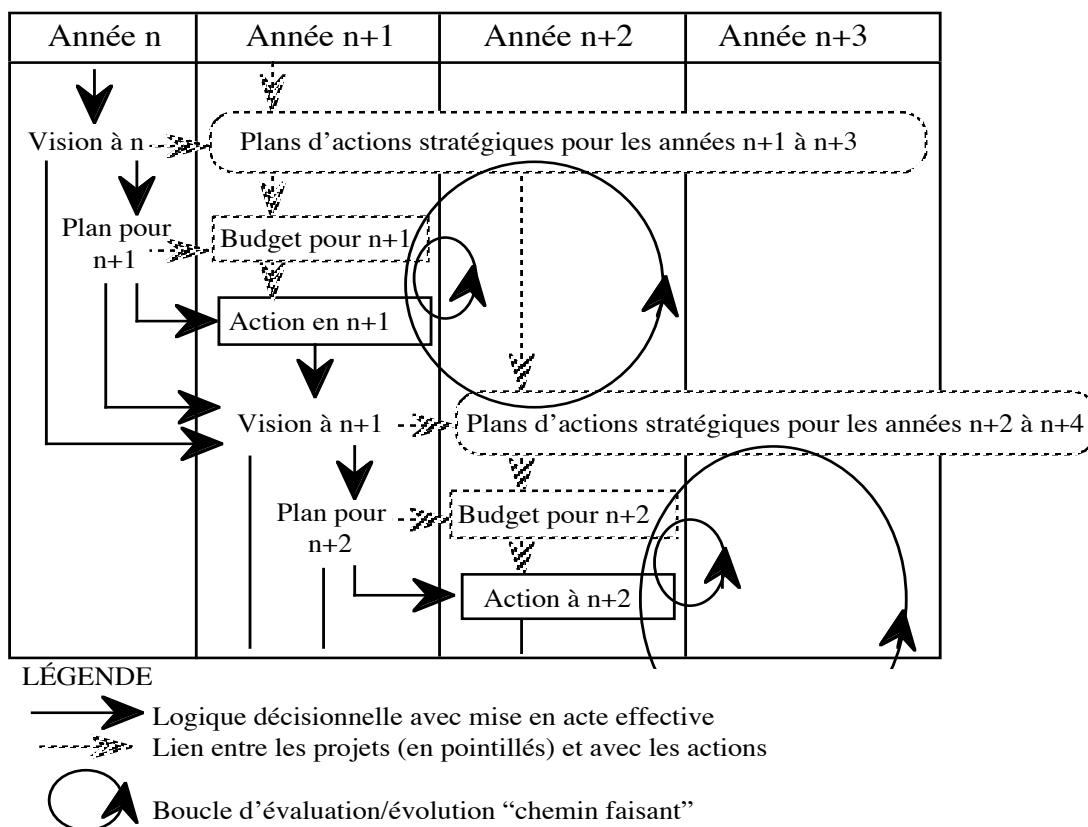 Année n Année n+1 Année n+2 Année n+3
Vision à n
Plans d'actions stratégiques pour les années n+1 à n+3
Plan pour
n+1
Budget pour n+1
Action en n+1
Vision à n+1
Plans d'actions stratégiques pour les années n+2 à n+4
Plan pour
n+2
Budget pour n+2
Action à n+2
LÉGENDE
Logique décisionnelle avec mise en acte effective
Lien entre les projets (en pointillés) et avec les actions
Boucle d'évaluation/évolution “chemin faisant”